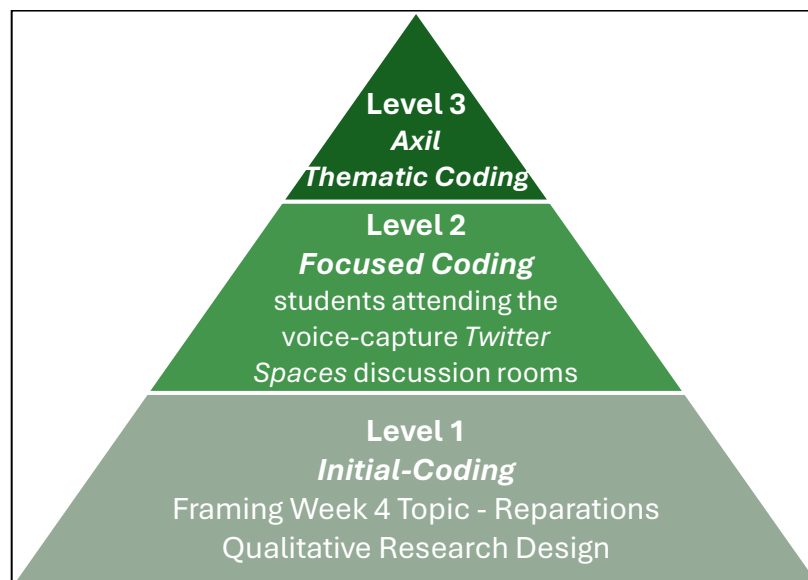 Level 3
Axil
Thematic Coding
Level 2
Focused Coding
students attending the
voice-capture Twitter
Spaces discussion rooms
Level 1
Initial-Coding
Framing Week 4 Topic - Reparations
Qualitative Research Design